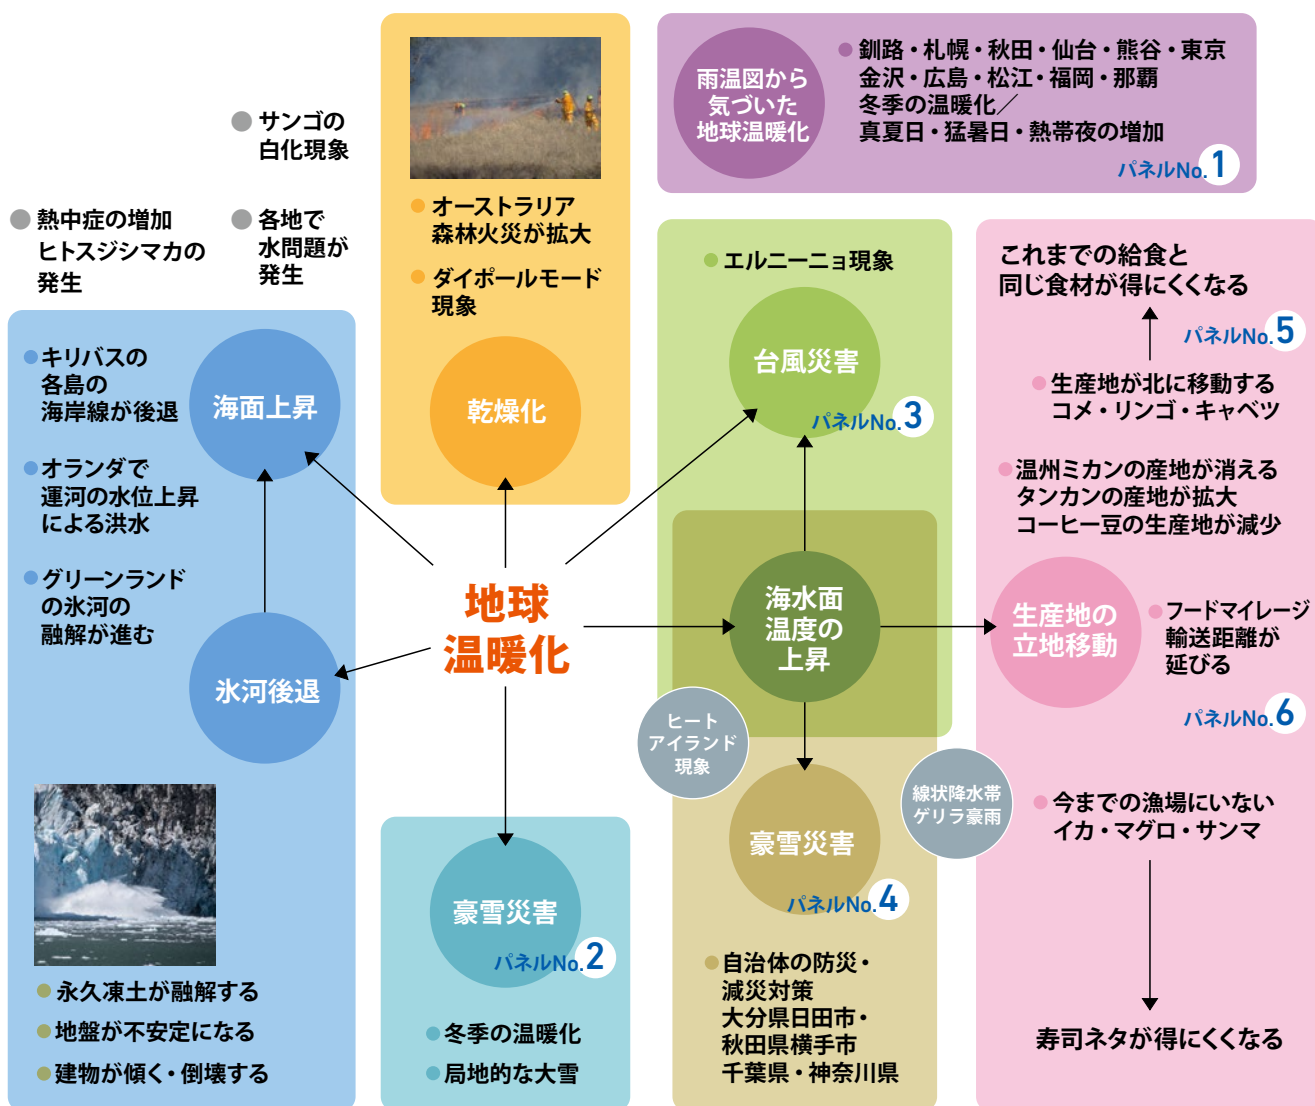 サンゴの
白化現象
熱中症の増加
ヒトスジシマカの
発生
各地で
水問題が
発生
オーストラリア
森林火災が拡大
ダイポールモード
現象
乾燥化
雨温図から
気づいた
地球温暖化
釧路・札幌・秋田・仙台・熊谷・東京
金沢・広島・松江・福岡・那覇
冬季の温暖化／
真夏日・猛暑日・熱帯夜の増加
パネルNo.1
キリバスの
各島の
海岸線が後退
海面上昇
オランダで
運河の水位上昇
による洪水
グリーンランド
の氷河の
融解が進む
氷河後退
永久凍土が融解する
地盤が不安定になる
建物が傾く・倒壊する
地球
温暖化
豪雪災害
パネルNo.2
冬季の温暖化
局地的な大雪
エルニーニョ現象
台風災害
パネルNo.3
海水面
温度の
上昇
ヒート
アイランド
現象
線状降水帯
ゲリラ豪雨
豪雪災害
パネルNo.4
自治体の防災・
減災対策
大分県日田市・
秋田県横手市
千葉県・神奈川県
これまでの給食と
同じ食材が得にくくなる
パネルNo.5
生産地が北に移動する
コメ・リンゴ・キャベツ
温州ミカンの産地が消える
タンカンの産地が拡大
コーヒー豆の生産地が減少
生産地の
立地移動
フードマイレージ
輸送距離が
延びる
パネルNo.6
今までの漁場にいない
イカ・マグロ・サンマ
寿司ネタが得にくくなる